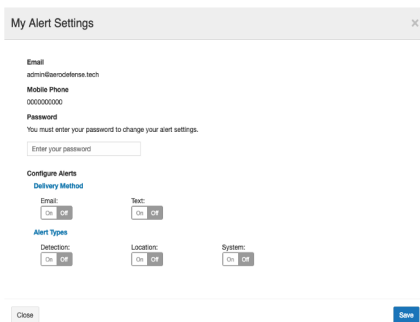 My Alert Settings
x
Email
admin@aerodefense.tech
Mobile Phone
0000000000
Password
You must enter your password to change your alert settings.
Enter your password
Configure Alerts
Delivery Method
Email: Text:
On Off On Off
Alert Types
Detection: Location: System:
On Off On Off On Off
Close Save